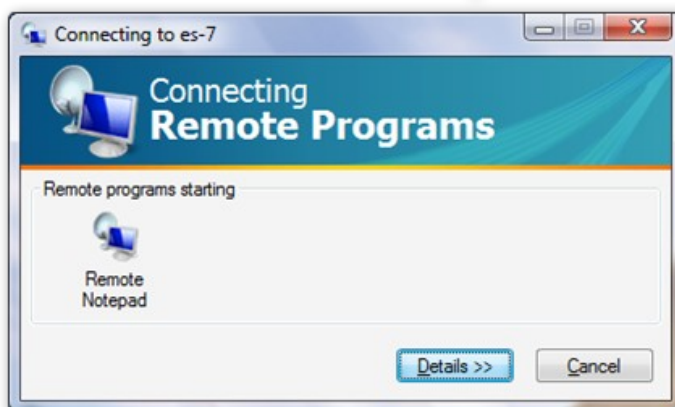 Connecting to es-7
Connecting
Remote Programs
Remote programs starting
Remote
Notepad
Details >>
Cancel